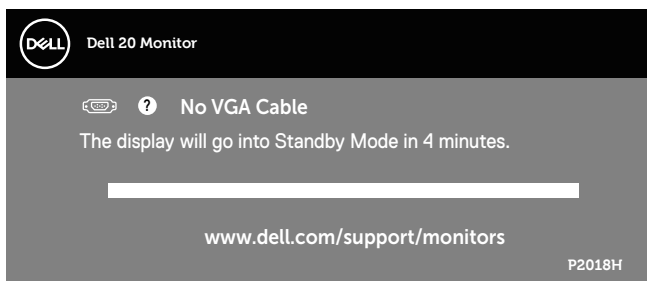 DELL
Dell 20 Monitor
? No VGA Cable
The display will go into Standby Mode in 4 minutes.
www.dell.com/support/monitors
P2018H